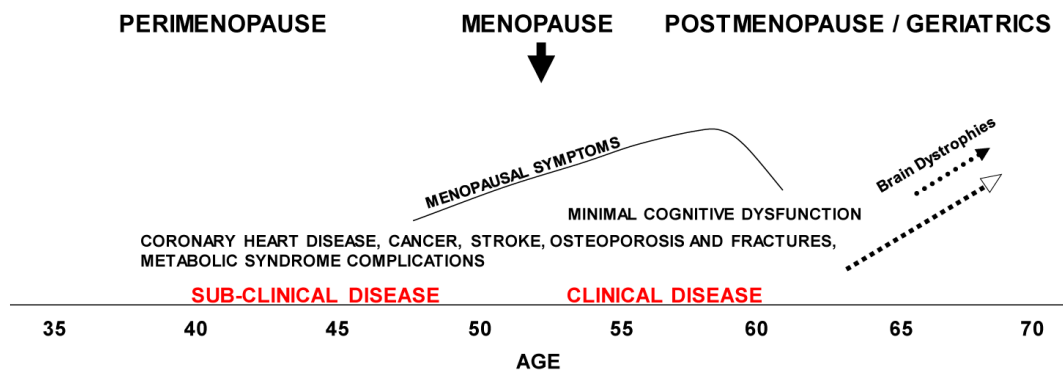 PERIMENOPAUSE MENOPAUSE POSTMENOPAUSE / GERIATRICS
MENOPAUSAL SYMPTOMS
Brain Dystrophies
MINIMAL COGNITIVE DYSFUNCTION
CORONARY HEART DISEASE, CANCER, STROKE, OSTEOPOROSIS AND FRACTURES,
METABOLIC SYNDROME COMPLICATIONS
SUB-CLINICAL DISEASE CLINICAL DISEASE
35 40 45 50 55 60 65 70
AGE